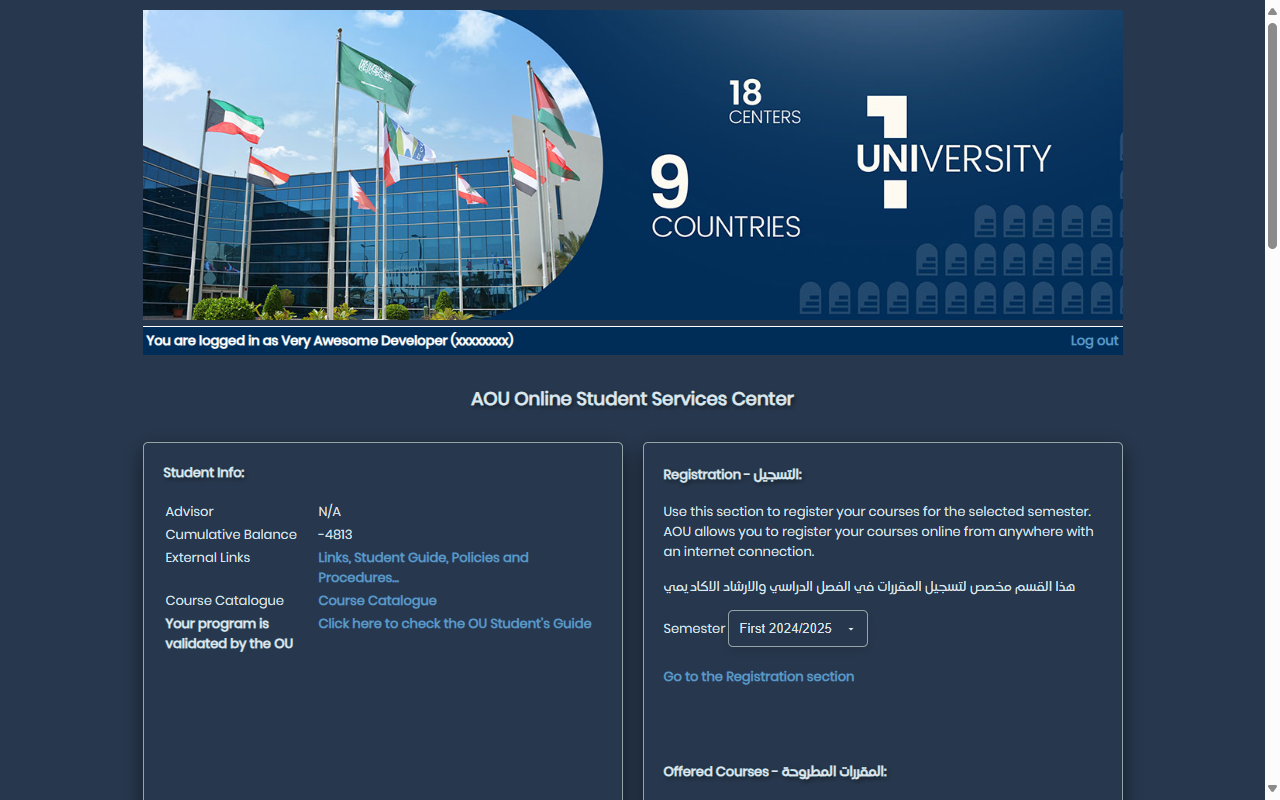 18
CENTERS
9
COUNTRIES
1
UNIVERSITY
You are logged in as Very Awesome Developer (xxxxxxxx)
Log out
AOU Online Student Services Center
Student Info:
Advisor N/A
Cumulative Balance -4813
External Links Links, Student Guide, Policies and
Procedures...
Course Catalogue Course Catalogue
Your program is Click here to check the OU Student's Guide
validated by the OU
Registration - التسجيل:
Use this section to register your courses for the selected semester.
AOU allows you to register your courses online from anywhere with
an internet connection.
هذا القسم مخصص لتسجيل المقررات في الفصل الدراسي والارشاد الاكاديمي
Semester First 2024/2025
Go to the Registration section
Offered Courses - المقررات المطروحة: